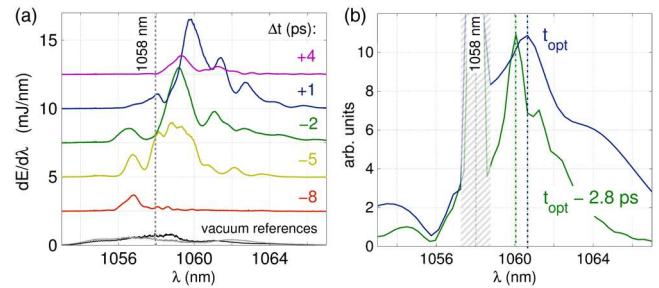 (a)
1058 nm
Δt (ps):
+4
+1
−2
−5
−8
vacuum references
15
10
5
0
dE/dλ (mJ/nm)
1056
1060
1064
λ (nm)
(b)
1058 nm
t_opt
t_opt − 2.8 ps
10
8
6
4
2
0
arb. units
1056
1060
1064
λ (nm)